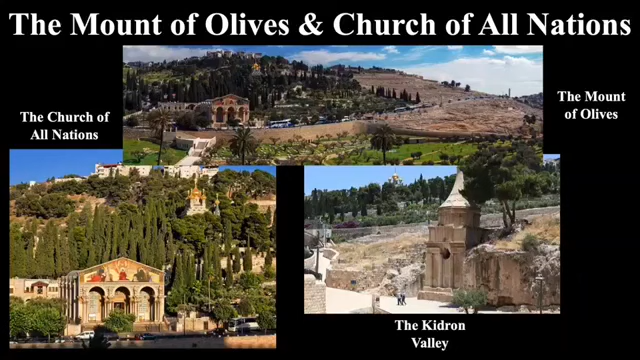 The Mount of Olives & Church of All Nations
The Church of
All Nations
The Mount
of Olives
The Kidron
Valley